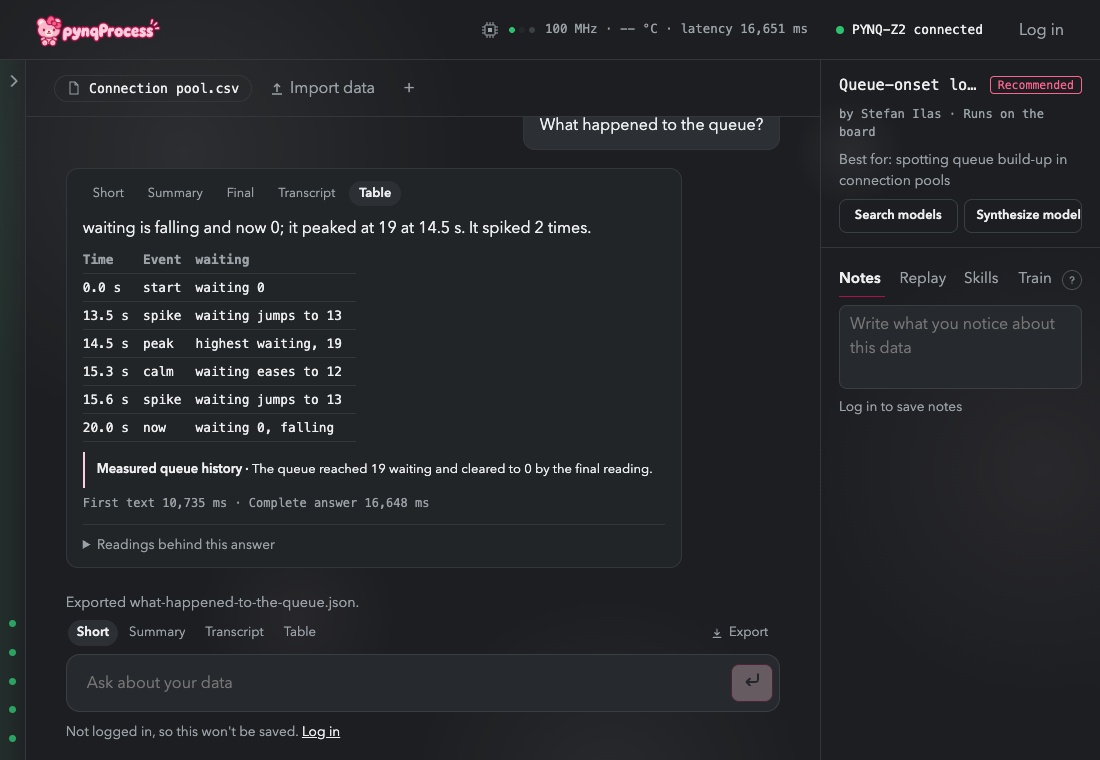 pynqProcess
100 MHz · –– °C · latency 16,651 ms
PYNQ-Z2 connected
Log in
Connection pool.csv
Import data
+
What happened to the queue?
Short Summary Final Transcript Table
waiting is falling and now 0; it peaked at 19 at 14.5 s. It spiked 2 times.
Time Event waiting
0.0 s start waiting 0
13.5 s spike waiting jumps to 13
14.5 s peak highest waiting, 19
15.3 s calm waiting eases to 12
15.6 s spike waiting jumps to 13
20.0 s now waiting 0, falling
Measured queue history · The queue reached 19 waiting and cleared to 0 by the final reading.
First text 10,735 ms · Complete answer 16,648 ms
Readings behind this answer
Exported what-happened-to-the-queue.json.
Short Summary Transcript Table
Export
Ask about your data
Not logged in, so this won't be saved. Log in
Queue-onset lo…
Recommended
by Stefan Ilas · Runs on the
board
Best for: spotting queue build-up in
connection pools
Search models
Synthesize model
Notes Replay Skills Train ?
Write what you notice about
this data
Log in to save notes